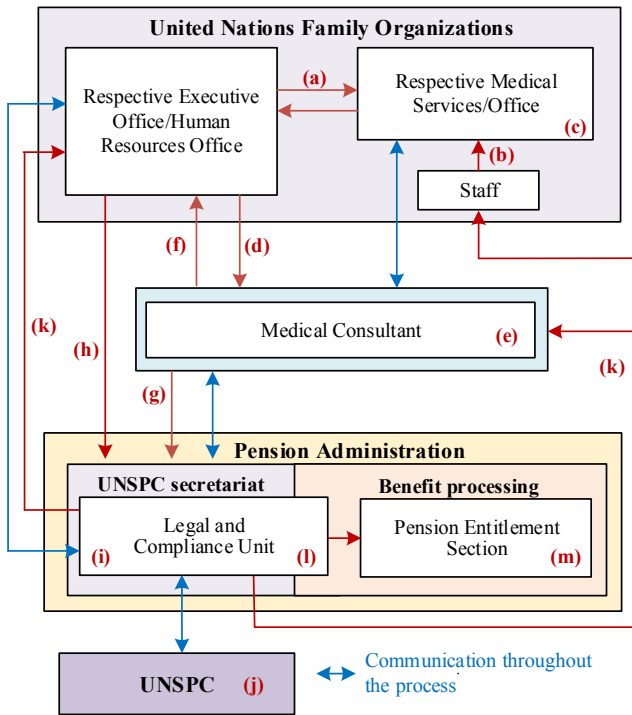 United Nations Family Organizations
Respective Executive
Office/Human
Resources Office
(a)
Respective Medical
Services/Office
(c)
(b)
Staff
(f)
(d)
Medical Consultant
(e)
(k)
(h)
(k)
(g)
Pension Administration
UNSPC secretariat
Benefit processing
Legal and
Compliance Unit
(i)
(l)
Pension Entitlement
Section
(m)
UNSPC
(j)
Communication throughout
the process